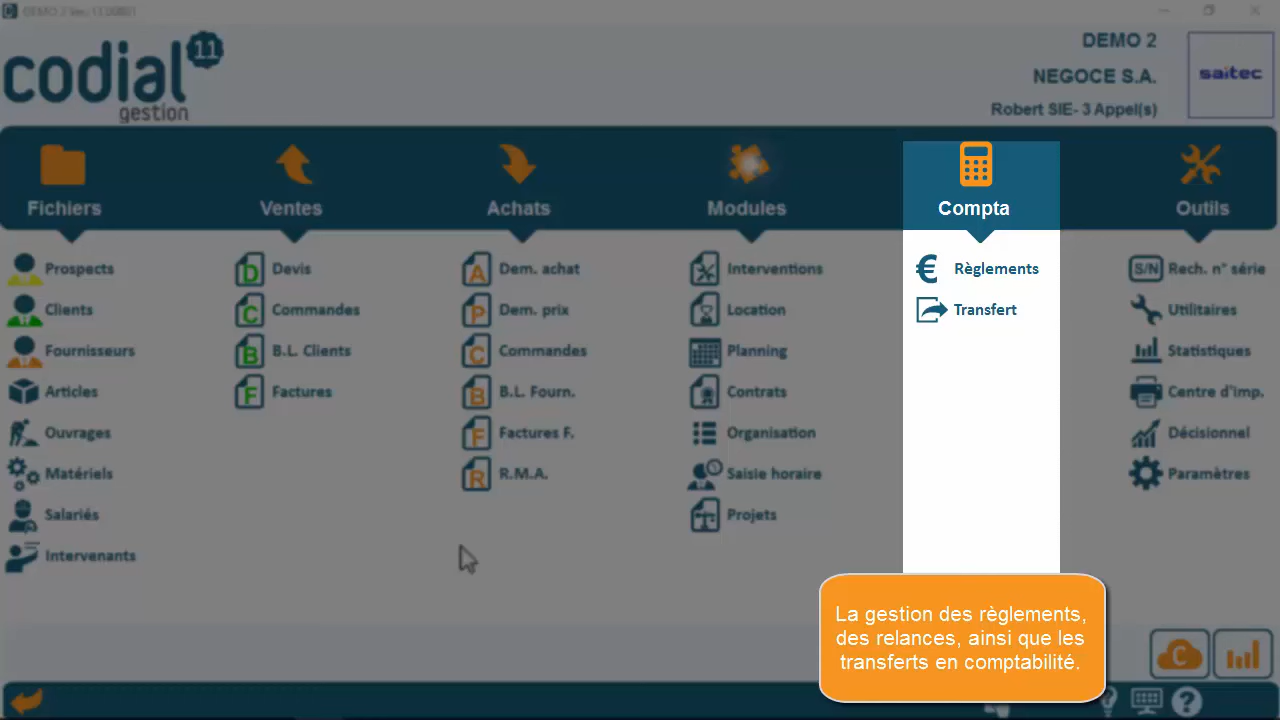 codial 11
gestion
DEMO 2
NEGOCE S.A.
Robert SIE- 3 Appel(s)
saitec
Fichiers
Ventes
Achats
Modules
Compta
Outils
Prospects
Clients
Fournisseurs
Articles
Ouvrages
Matériels
Salariés
Intervenants
D Devis
C Commandes
B B.L. Clients
F Factures
A Dem. achat
P Dem. prix
C Commandes
B B.L. Fourn.
F Factures F.
R R.M.A.
Interventions
Location
Planning
Contrats
Organisation
Saisie horaire
Projets
€ Règlements
Transfert
S/N Rech. n° série
Utilitaires
Statistiques
Centre d'imp.
Décisionnel
Paramètres
La gestion des règlements,
des relances, ainsi que les
transferts en comptabilité.
C
?